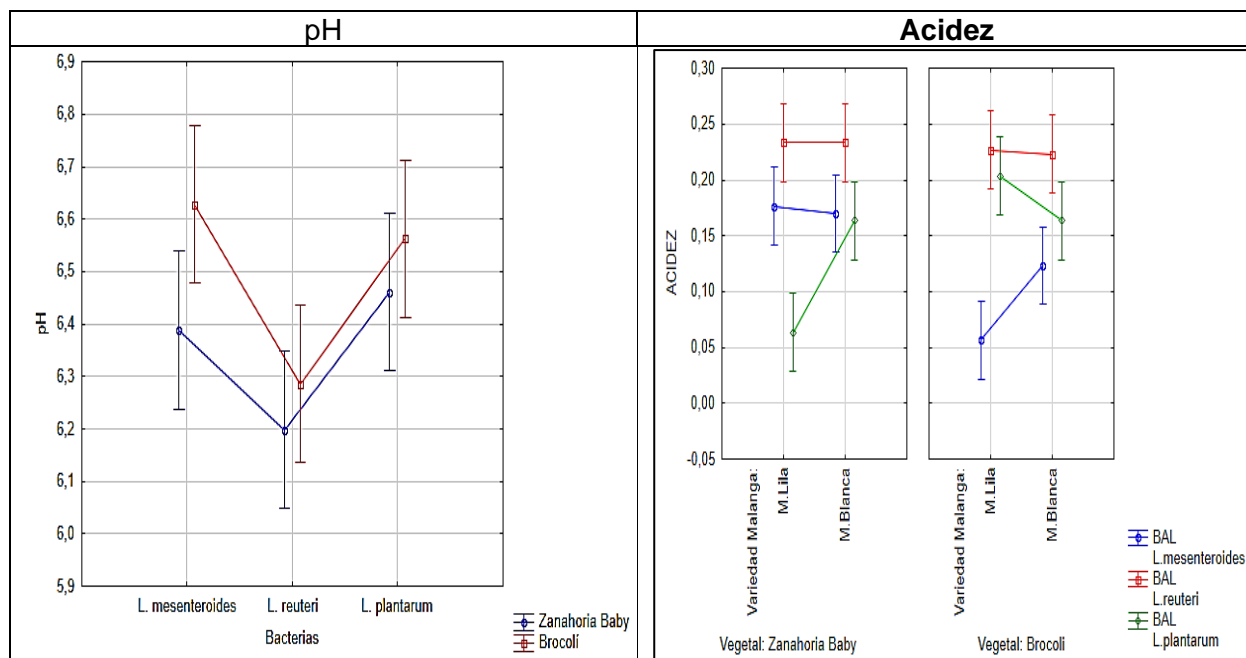 pH
Acidez
6,9
6,8
6,7
6,6
6,5
6,4
6,3
6,2
6,1
6,0
5,9
pH
L. mesenteroides
L. reuteri
L. plantarum
Bacterias
Zanahoria Baby
Brocolí
0,30
0,25
0,20
0,15
0,10
0,05
0,00
-0,05
ACIDEZ
Variedad Malanga:
M.Lila
M.Blanca
Vegetal: Zanahoria Baby
Variedad Malanga:
M.Lila
M.Blanca
Vegetal: Brocoli
BAL
L.mesenteroides
BAL
L.reuteri
BAL
L.plantarum